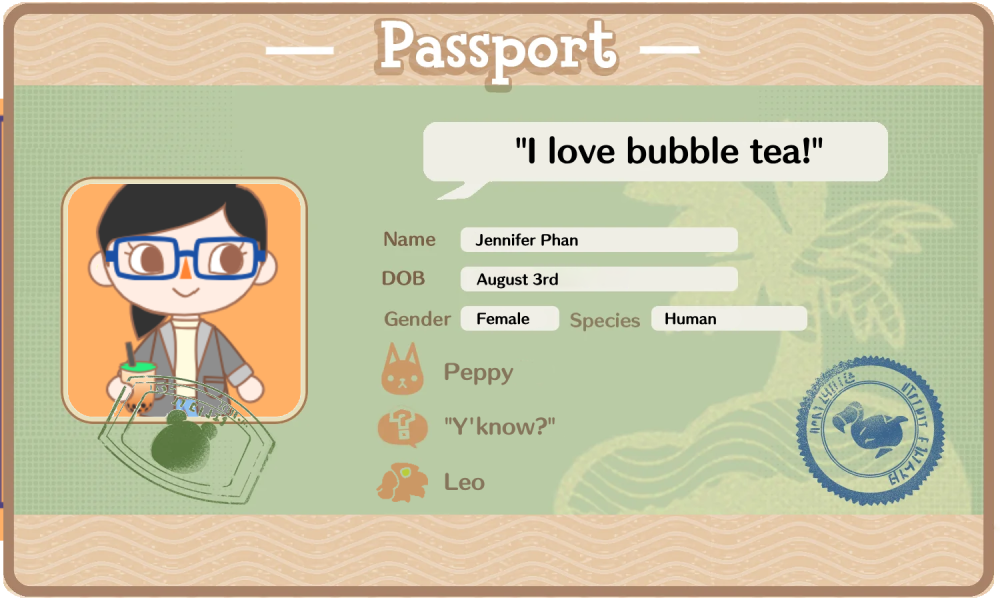 Passport
"I love bubble tea!"
Name Jennifer Phan
DOB August 3rd
Gender Female Species Human
Peppy
"Y'know?"
Leo